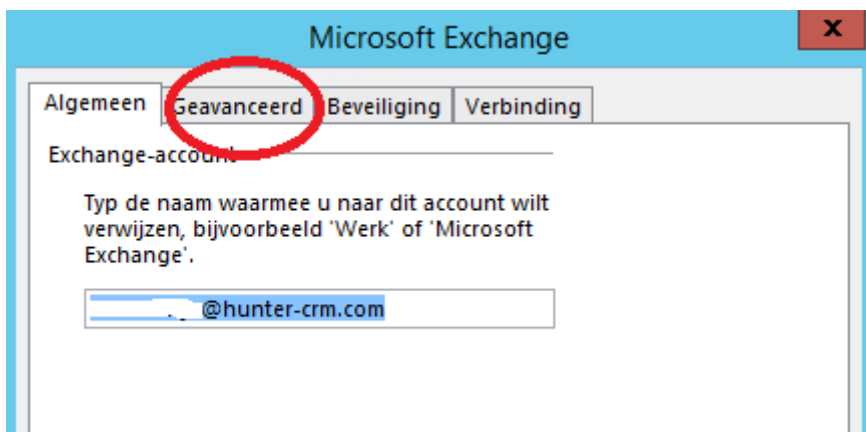 Microsoft Exchange
x
Algemeen Geavanceerd Beveiliging Verbinding
Exchange-account
Typ de naam waarmee u naar dit account wilt
verwijzen, bijvoorbeeld 'Werk' of 'Microsoft
Exchange'.
@hunter-crm.com